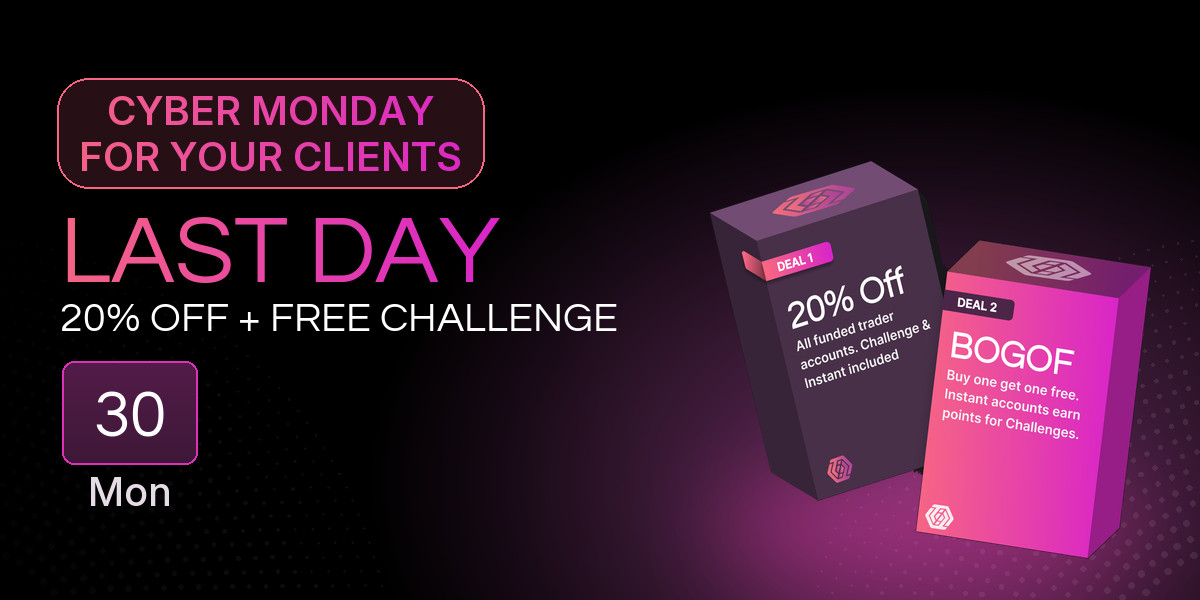 CYBER MONDAY
FOR YOUR CLIENTS
LAST DAY
20% OFF + FREE CHALLENGE
30
Mon
DEAL 1
20% Off
All funded trader
accounts. Challenge &
Instant included
DEAL 2
BOGOF
Buy one get one free.
Instant accounts earn
points for Challenges.